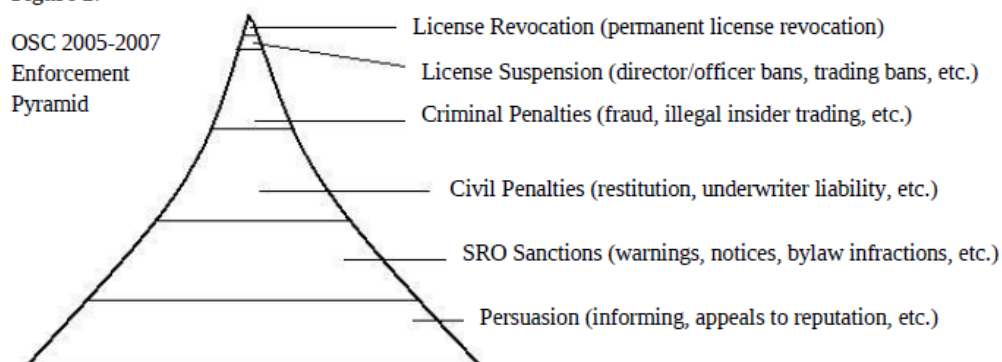 OSC 2005-2007
Enforcement
Pyramid
License Revocation (permanent license revocation)
License Suspension (director/officer bans, trading bans, etc.)
Criminal Penalties (fraud, illegal insider trading, etc.)
Civil Penalties (restitution, underwriter liability, etc.)
SRO Sanctions (warnings, notices, bylaw infractions, etc.)
Persuasion (informing, appeals to reputation, etc.)